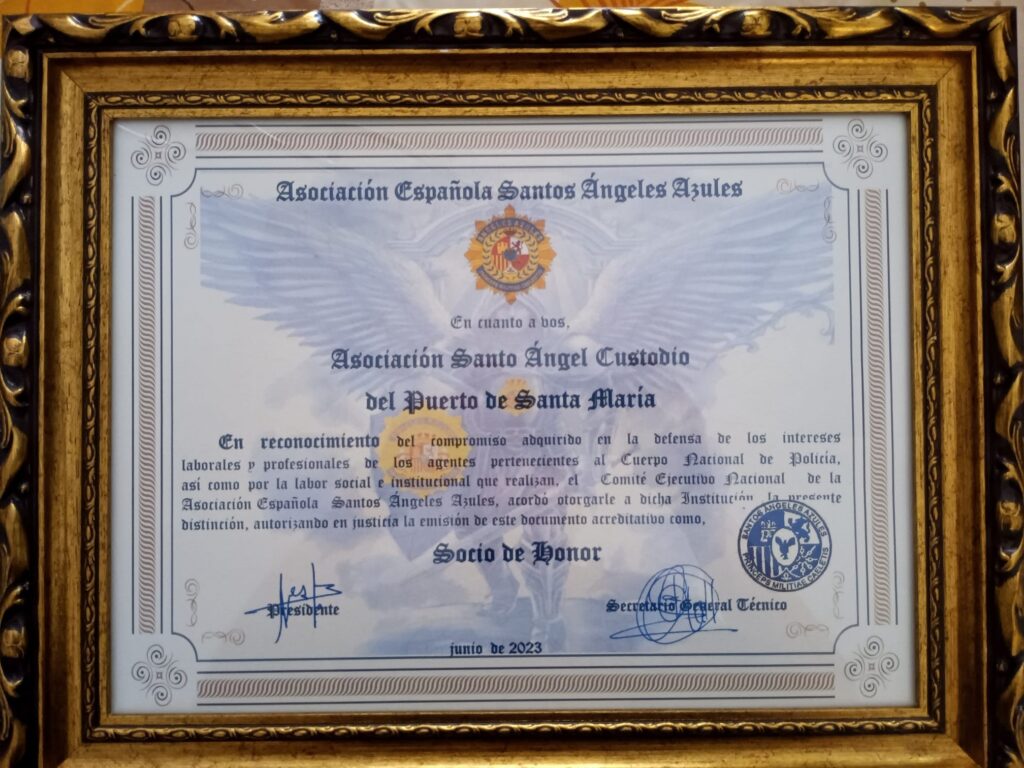 Asociación Española Santos Ángeles Azules
En cuanto a vos,
Asociación Santo Ángel Custodio
del Puerto de Santa María
En reconocimiento del compromiso adquirido en la defensa de los intereses
laborales y profesionales de los agentes pertenecientes al Cuerpo Nacional de Policía,
así como por la labor social e institucional que realizan, el Comité Ejecutivo Nacional de la
Asociación Española Santos Ángeles Azules, acordó otorgarle a dicha Institución la presente
distinción, autorizando en justicia la emisión de este documento acreditativo como,
Socio de Honor
SANTOS ANGELES AZULES
PRINCEPS MILITIAE CAELETIS
Presidente
Secretario General Técnico
junio de 2023